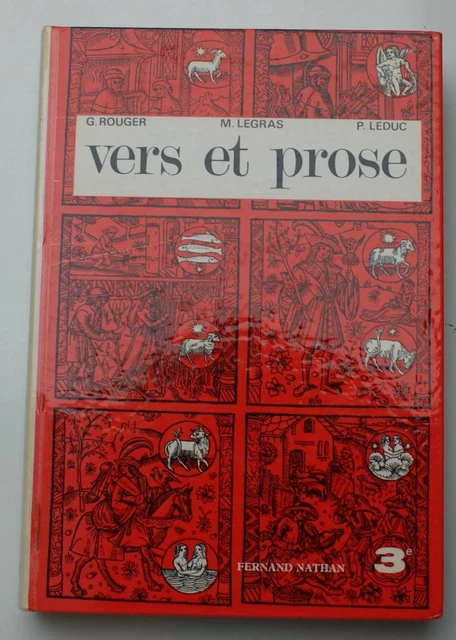 G. ROUGER M. LEGRAS P. LEDUC
vers et prose
FERNAND NATHAN 3e